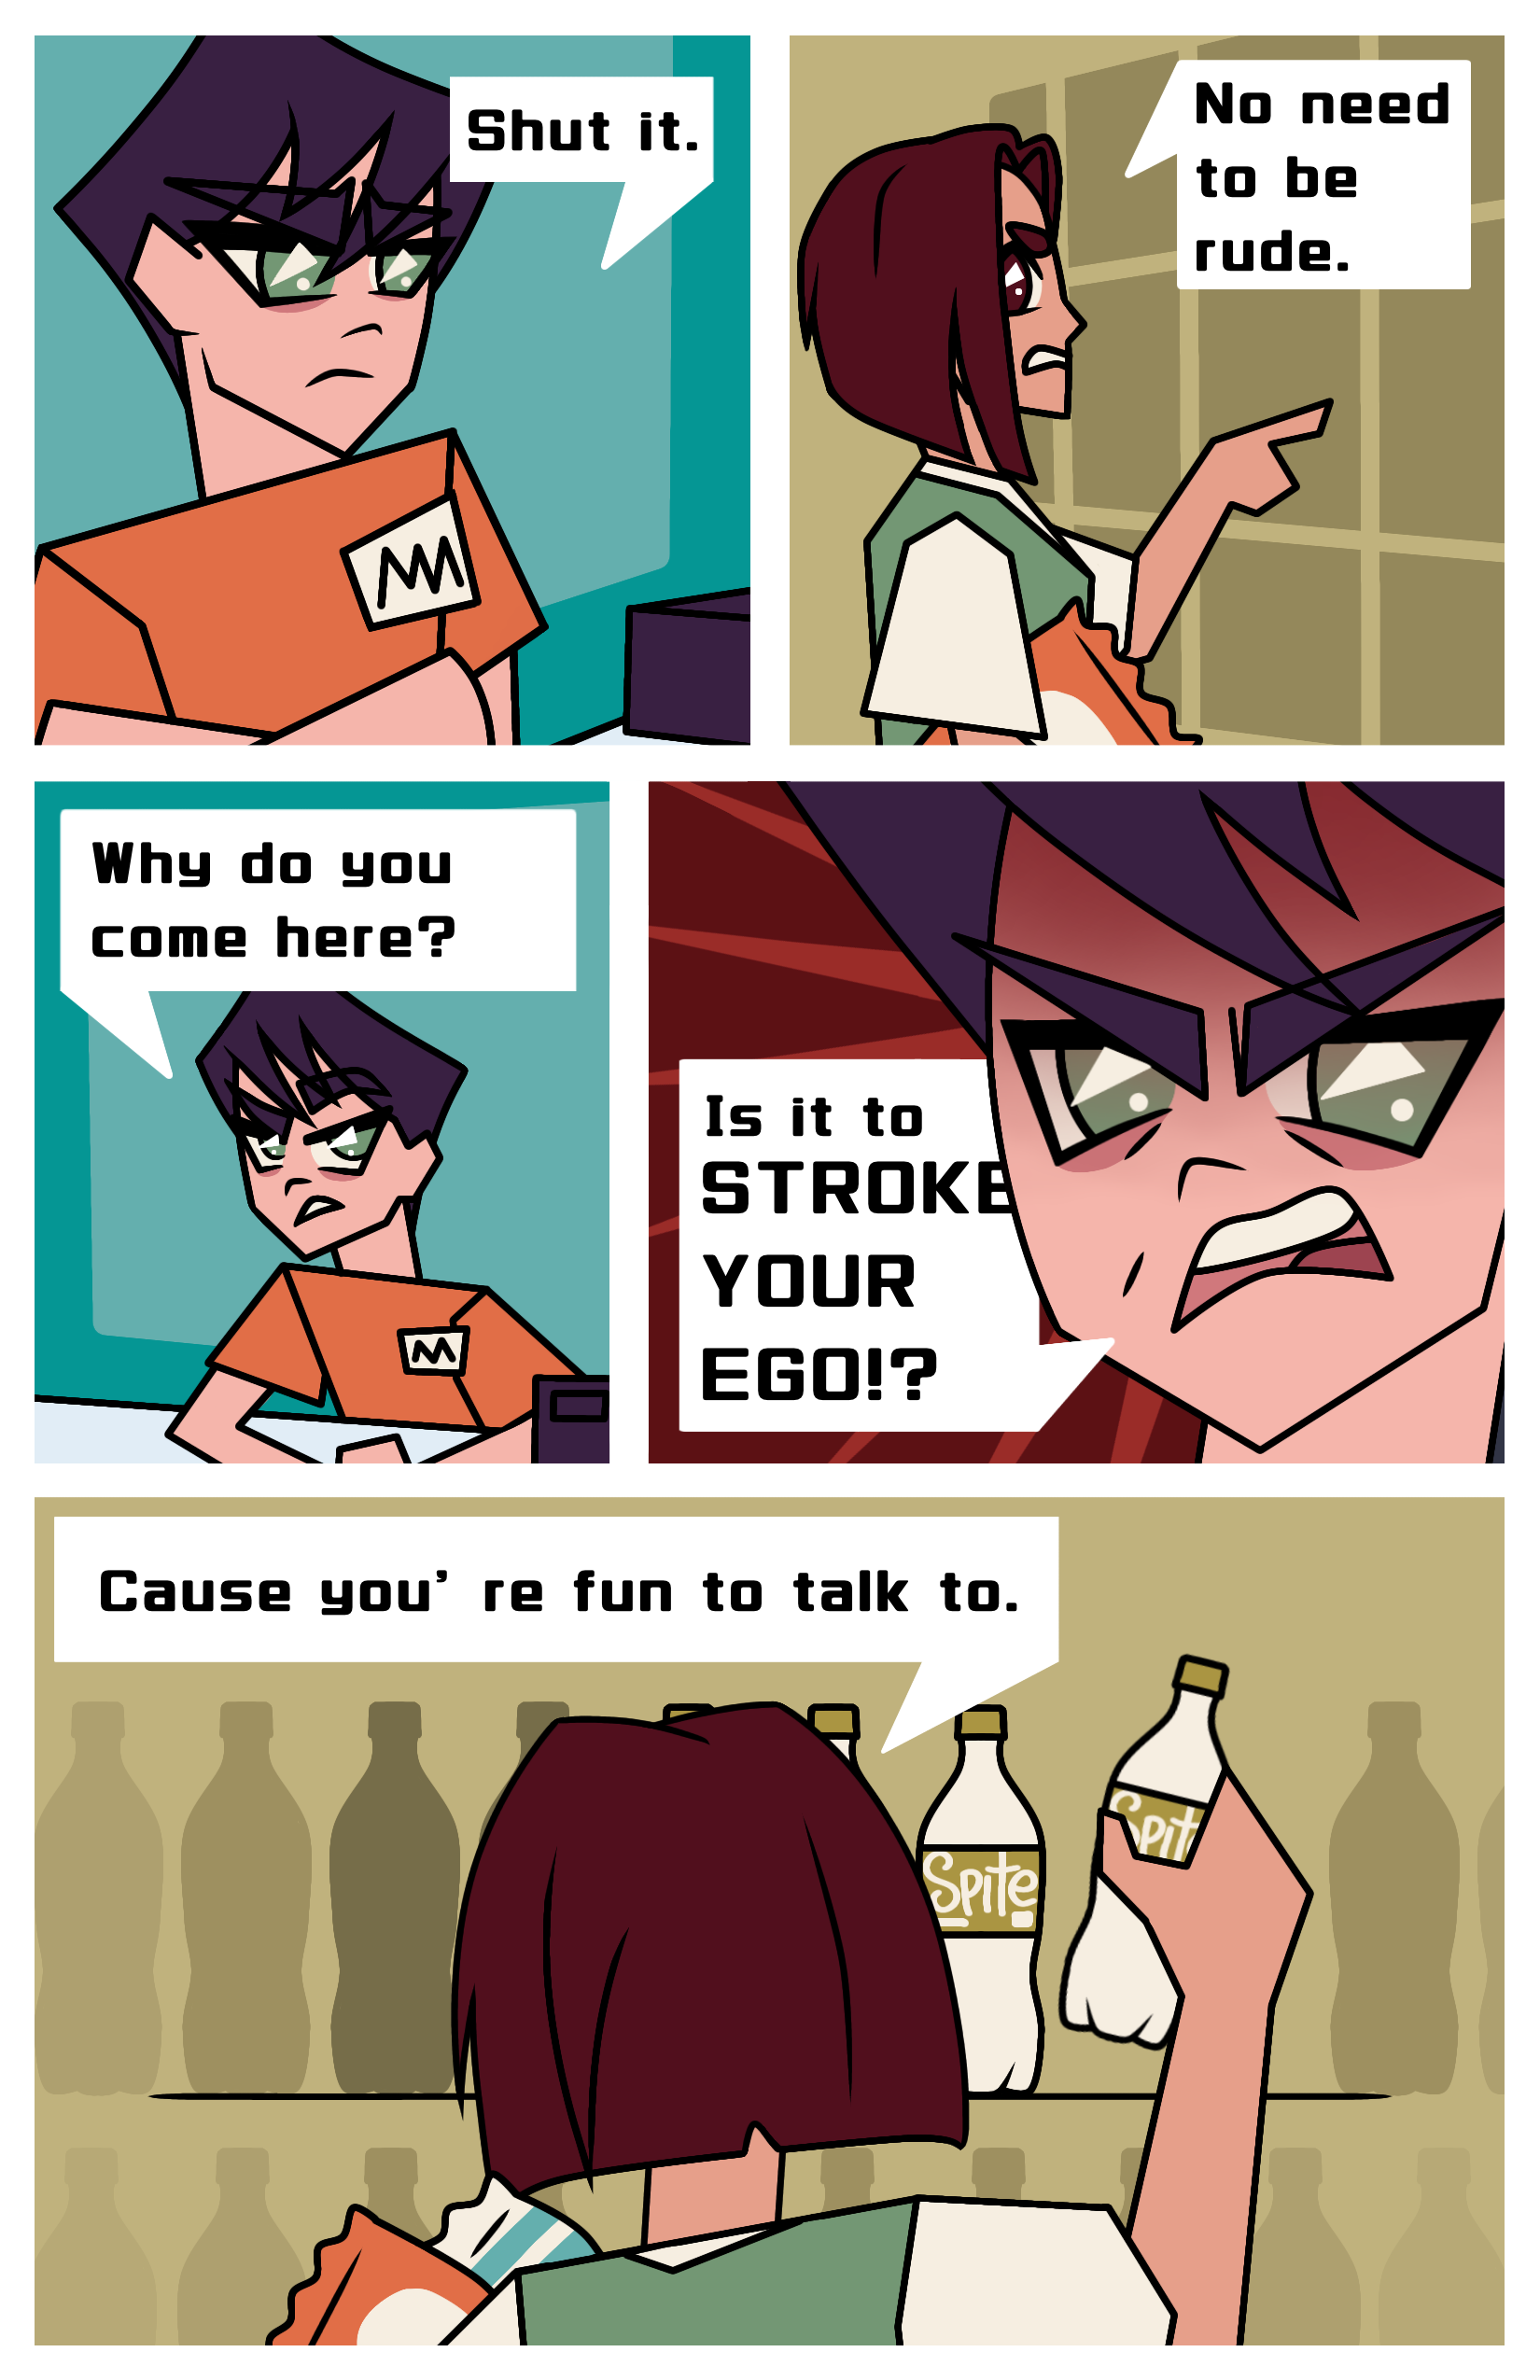 Shut it.
No need
to be
rude.
Why do you
come here?
Is it to
STROKE
YOUR
EGO!?
Cause you' re fun to talk to.
Spite
Spit